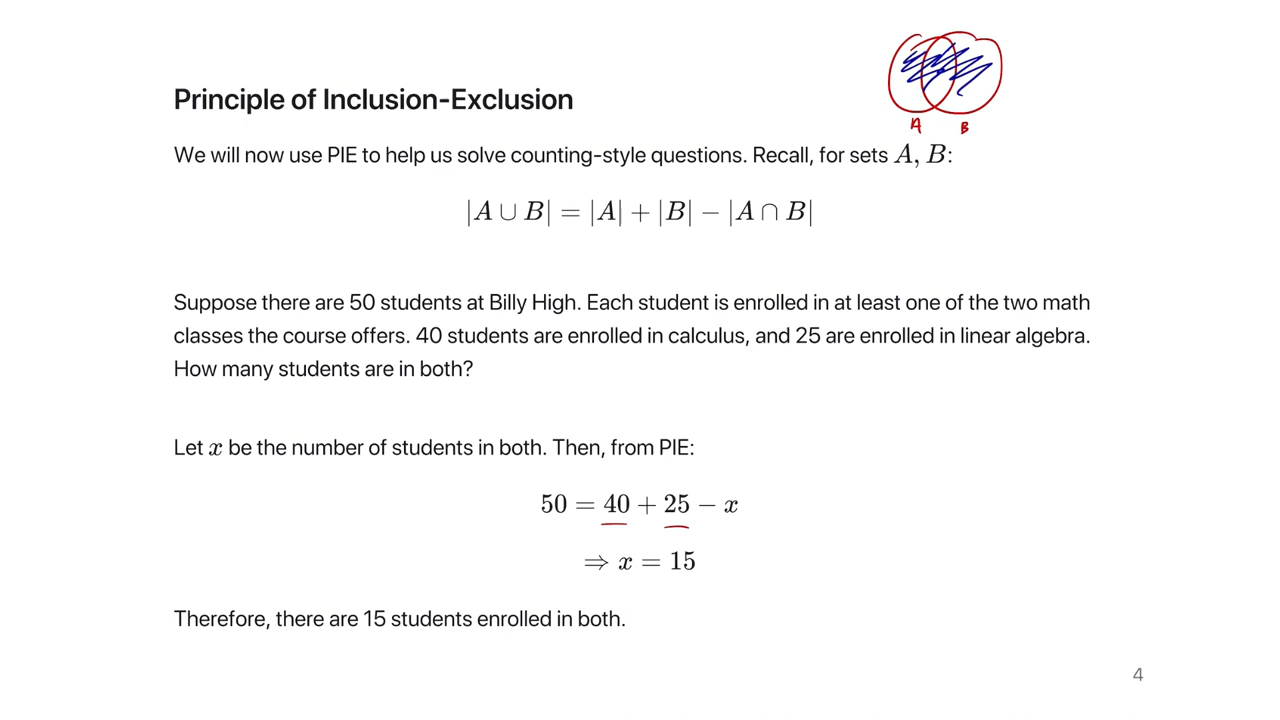 Principle of Inclusion-Exclusion
A B
We will now use PIE to help us solve counting-style questions. Recall, for sets A, B:
|A ∪ B| = |A| + |B| − |A ∩ B|
Suppose there are 50 students at Billy High. Each student is enrolled in at least one of the two math
classes the course offers. 40 students are enrolled in calculus, and 25 are enrolled in linear algebra.
How many students are in both?
Let x be the number of students in both. Then, from PIE:
50 = 40 + 25 − x
⇒ x = 15
Therefore, there are 15 students enrolled in both.
4